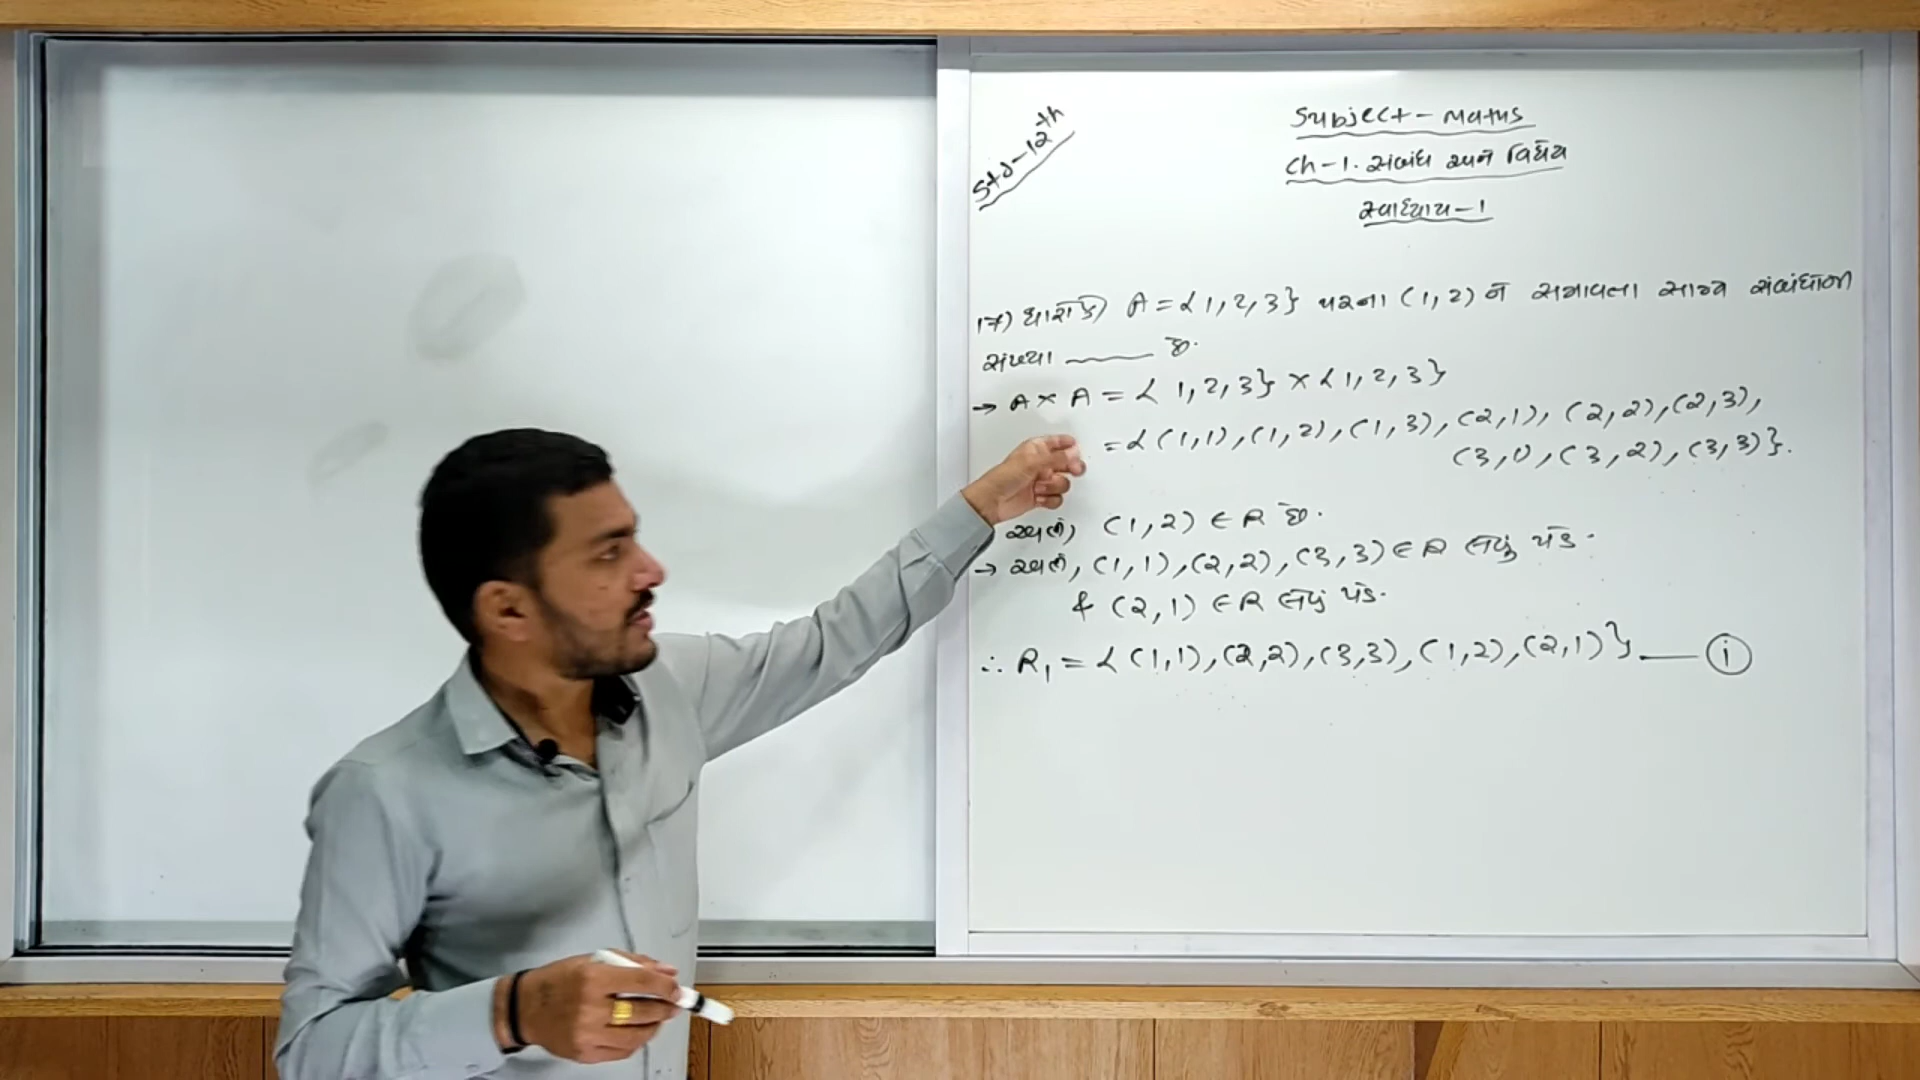 Std-12th
Subject - Maths
Ch-1. સંબંધ અને વિધેય
સ્વાધ્યાય-1
17) ધારોકે A = {1,2,3} પરના (1,2) ને સમાવતા સામ્ય સંબંધોની
સંખ્યા ______ છે.
→ A × A = {1,2,3} × {1,2,3}
= {(1,1), (1,2), (1,3), (2,1), (2,2), (2,3),
(3,1), (3,2), (3,3)}.
અહીં, (1,2) ∈ R છે.
→ અહીં, (1,1), (2,2), (3,3) ∈ R લેવું પડે.
& (2,1) ∈ R લેવું પડે.
∴ R₁ = {(1,1), (2,2), (3,3), (1,2), (2,1)} —— (i)